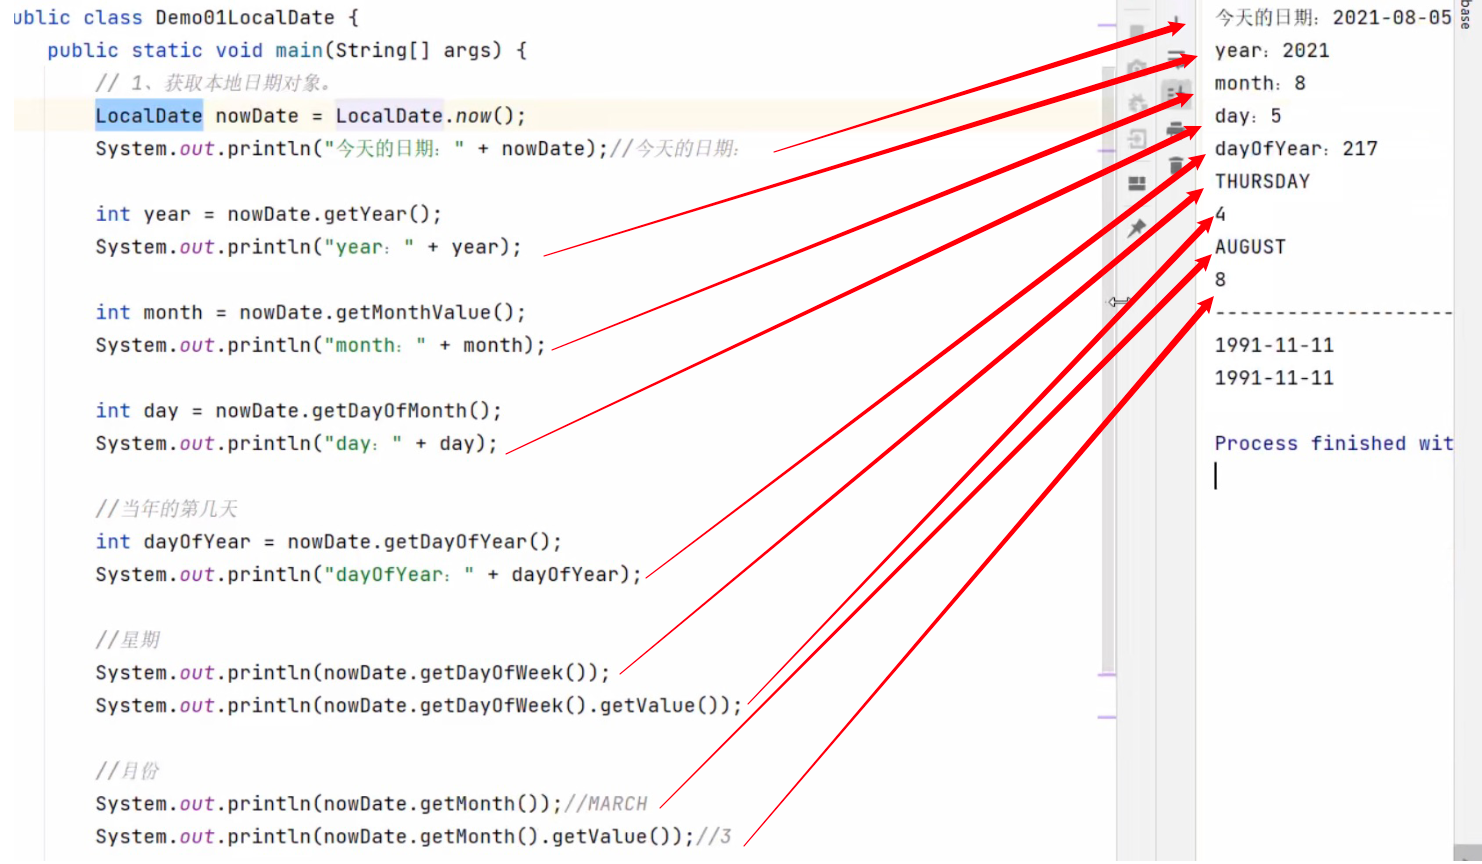 ublic class Demo01LocalDate {
public static void main(String[] args) {
// 1、获取本地日期对象。
LocalDate nowDate = LocalDate.now();
System.out.println("今天的日期：" + nowDate);//今天的日期：
int year = nowDate.getYear();
System.out.println("year：" + year);
int month = nowDate.getMonthValue();
System.out.println("month：" + month);
int day = nowDate.getDayOfMonth();
System.out.println("day：" + day);
//当年的第几天
int dayOfYear = nowDate.getDayOfYear();
System.out.println("dayOfYear：" + dayOfYear);
//星期
System.out.println(nowDate.getDayOfWeek());
System.out.println(nowDate.getDayOfWeek().getValue());
//月份
System.out.println(nowDate.getMonth());//MARCH
System.out.println(nowDate.getMonth().getValue());//3
今天的日期：2021-08-05
year：2021
month：8
day：5
dayOfYear：217
THURSDAY
4
AUGUST
8
--------------------
1991-11-11
1991-11-11
Process finished wit
base